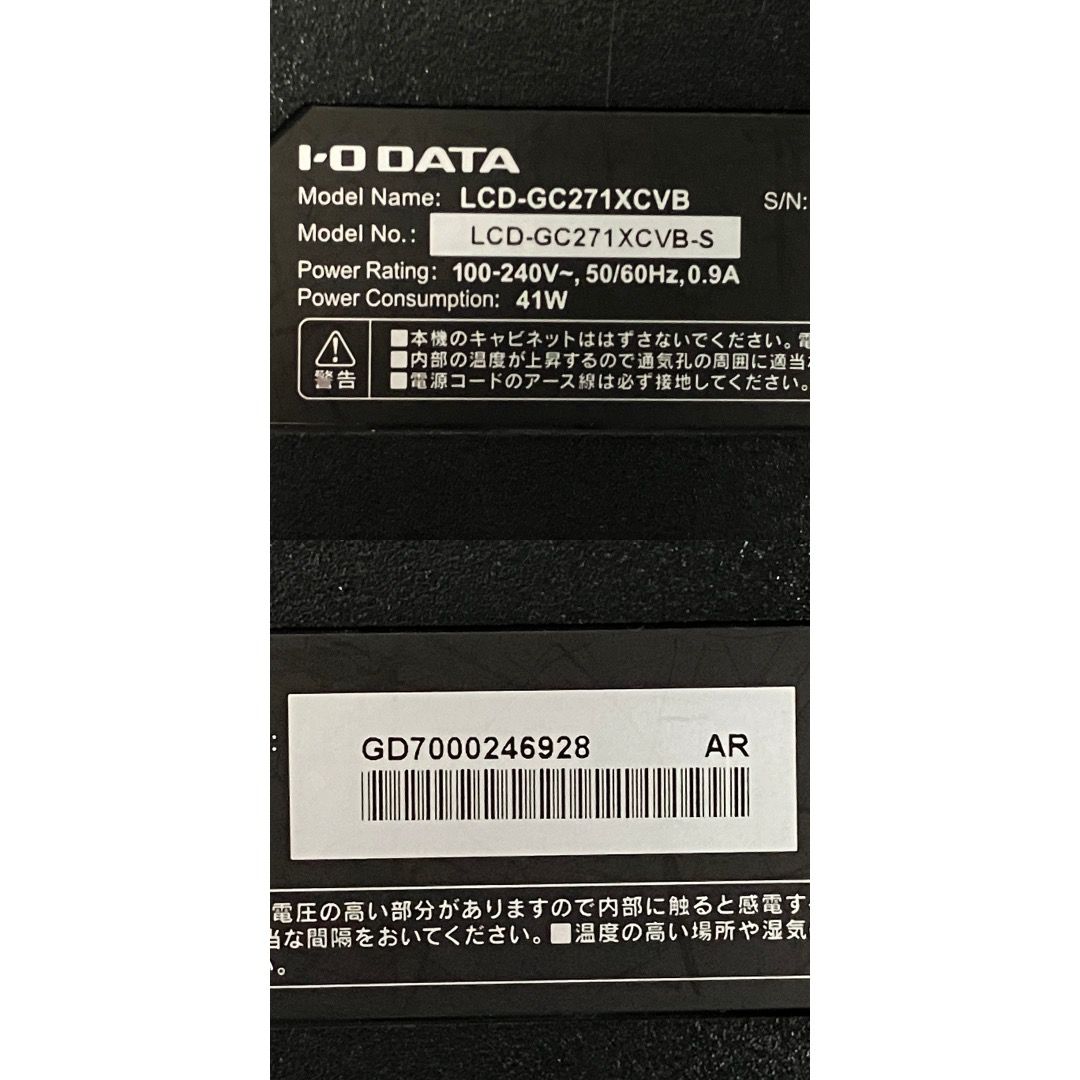 I-O DATA
Model Name: LCD-GC271XCVB
S/N:
Model No.: LCD-GC271XCVB-S
Power Rating: 100-240V~, 50/60Hz, 0.9A
Power Consumption: 41W
警告
■本機のキャビネットははずさないでください。電
■内部の温度が上昇するので通気孔の周囲に適当な
■電源コードのアース線は必ず接地してください。
: GD7000246928 AR
電圧の高い部分がありますので内部に触ると感電す
当な間隔をおいてください。■温度の高い場所や湿気
い。